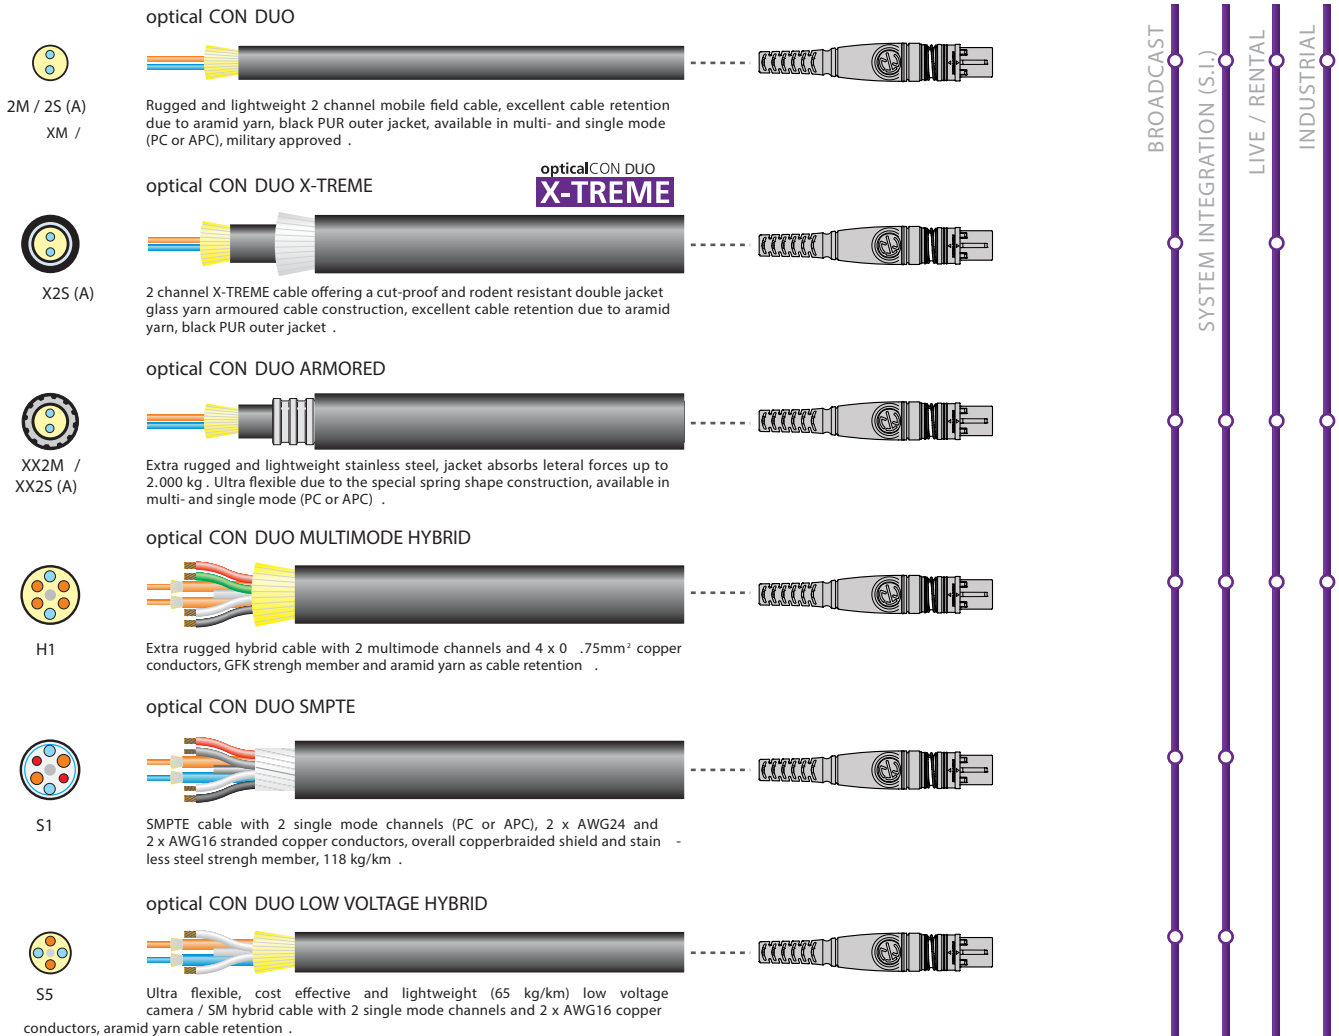 optical CON DUO
2M / 2S (A)
XM /
Rugged and lightweight 2 channel mobile field cable, excellent cable retention
due to aramid yarn, black PUR outer jacket, available in multi- and single mode
(PC or APC), military approved .
optical CON DUO X-TREME
opticalCON DUO
X-TREME
X2S (A)
2 channel X-TREME cable offering a cut-proof and rodent resistant double jacket
glass yarn armoured cable construction, excellent cable retention due to aramid
yarn, black PUR outer jacket .
optical CON DUO ARMORED
XX2M /
XX2S (A)
Extra rugged and lightweight stainless steel, jacket absorbs leteral forces up to
2.000 kg . Ultra flexible due to the special spring shape construction, available in
multi- and single mode (PC or APC) .
optical CON DUO MULTIMODE HYBRID
H1
Extra rugged hybrid cable with 2 multimode channels and 4 x 0 .75mm² copper
conductors, GFK strengh member and aramid yarn as cable retention .
optical CON DUO SMPTE
S1
SMPTE cable with 2 single mode channels (PC or APC), 2 x AWG24 and
2 x AWG16 stranded copper conductors, overall copperbraided shield and stain -
less steel strengh member, 118 kg/km .
optical CON DUO LOW VOLTAGE HYBRID
S5
Ultra flexible, cost effective and lightweight (65 kg/km) low voltage
camera / SM hybrid cable with 2 single mode channels and 2 x AWG16 copper
conductors, aramid yarn cable retention .
BROADCAST
SYSTEM INTEGRATION (S.I.)
LIVE / RENTAL
INDUSTRIAL